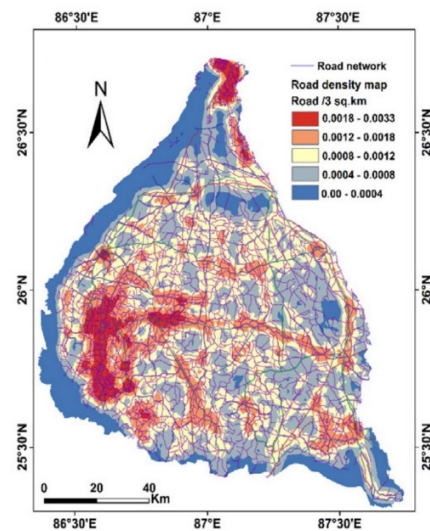 86°30'E 87°E 87°30'E
N
Road network
Road density map
Road /3 sq.km
0.0018 - 0.0033
0.0012 - 0.0018
0.0008 - 0.0012
0.0004 - 0.0008
0.00 - 0.0004
26°30'N 26°30'N
26°N 26°N
25°30'N 25°30'N
0 20 40
Km
86°30'E 87°E 87°30'E